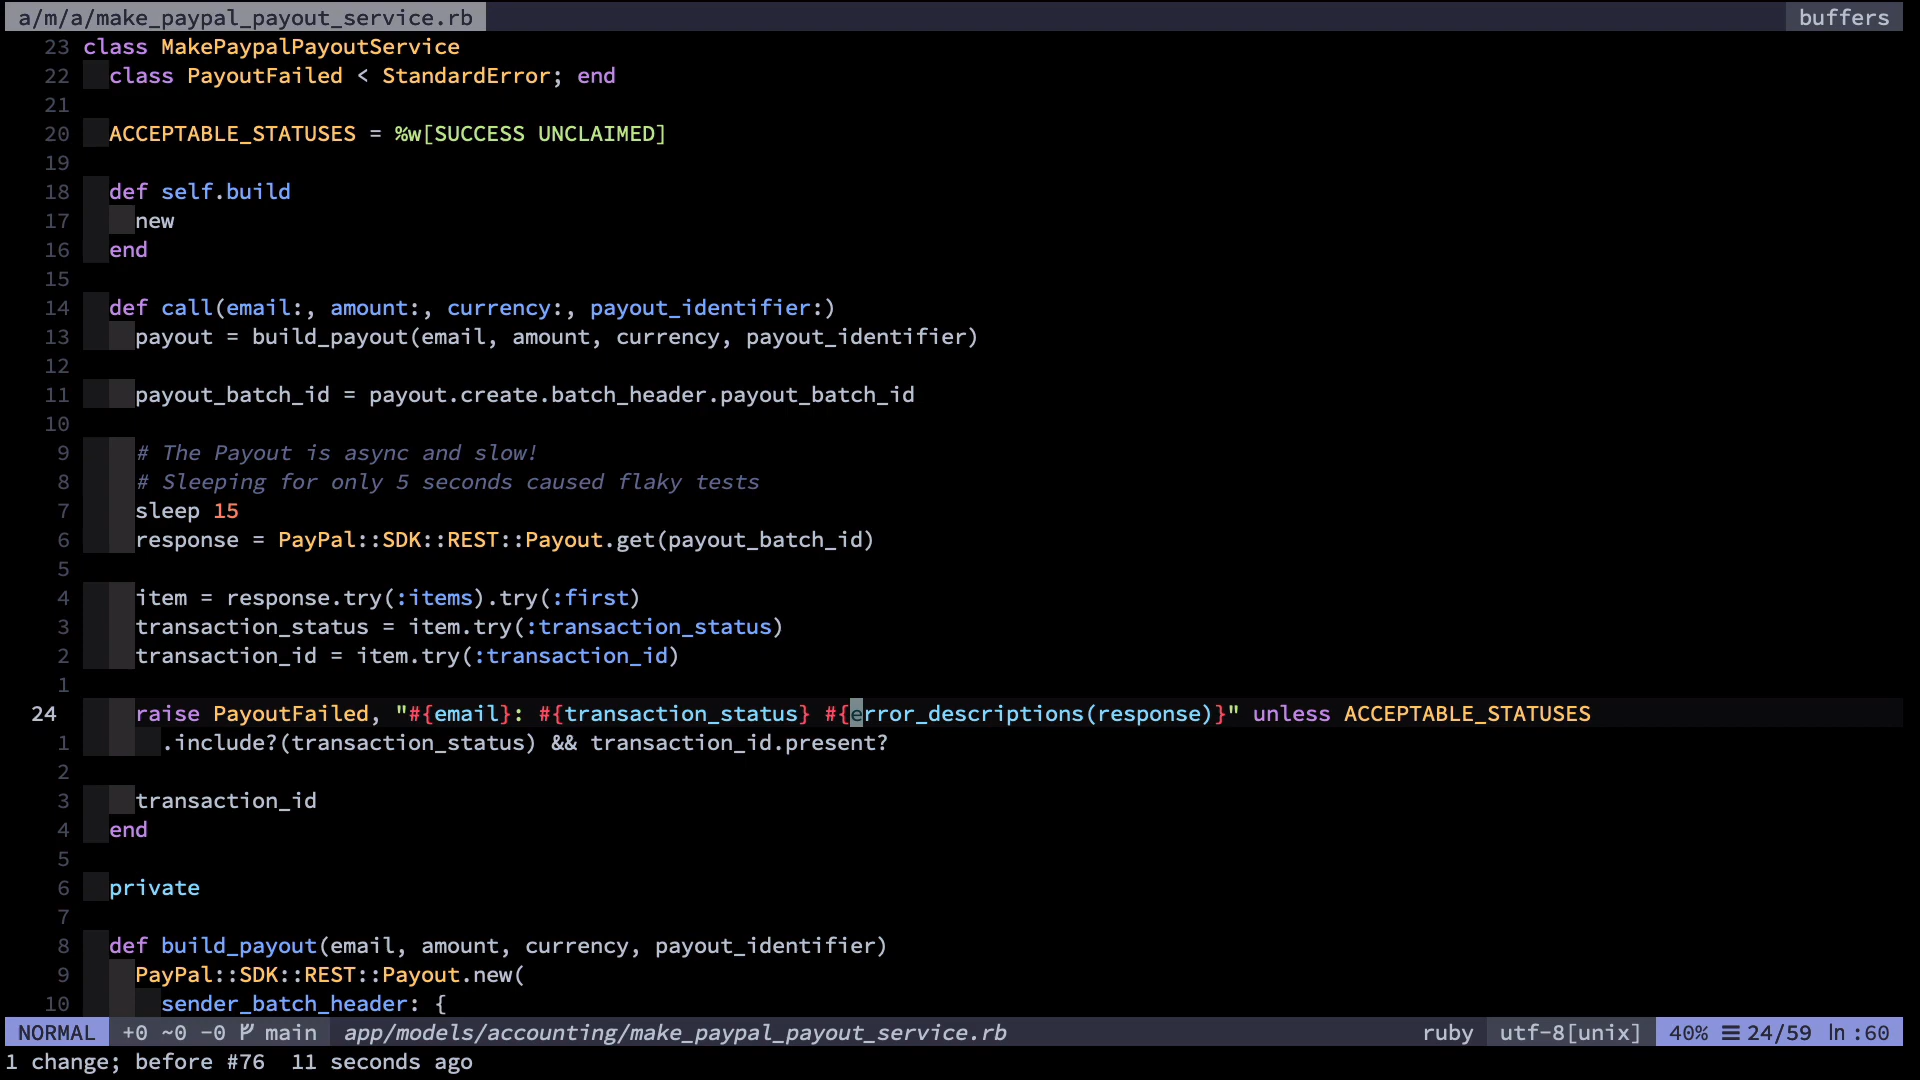 a/m/a/make_paypal_payout_service.rb buffers
23 class MakePaypalPayoutService
22   class PayoutFailed < StandardError; end
21
20   ACCEPTABLE_STATUSES = %w[SUCCESS UNCLAIMED]
19
18   def self.build
17     new
16   end
15
14   def call(email:, amount:, currency:, payout_identifier:)
13     payout = build_payout(email, amount, currency, payout_identifier)
12
11     payout_batch_id = payout.create.batch_header.payout_batch_id
10
9     # The Payout is async and slow!
8     # Sleeping for only 5 seconds caused flaky tests
7     sleep 15
6     response = PayPal::SDK::REST::Payout.get(payout_batch_id)
5
4     item = response.try(:items).try(:first)
3     transaction_status = item.try(:transaction_status)
2     transaction_id = item.try(:transaction_id)
1
24     raise PayoutFailed, "#{email}: #{transaction_status} #{error_descriptions(response)}" unless ACCEPTABLE_STATUSES
1       .include?(transaction_status) && transaction_id.present?
2
3     transaction_id
4   end
5
6   private
7
8   def build_payout(email, amount, currency, payout_identifier)
9     PayPal::SDK::REST::Payout.new(
10       sender_batch_header: {
NORMAL +0 ~0 -0 main app/models/accounting/make_paypal_payout_service.rb ruby utf-8[unix] 40% ☰ 24/59 ln :60
1 change; before #76  11 seconds ago